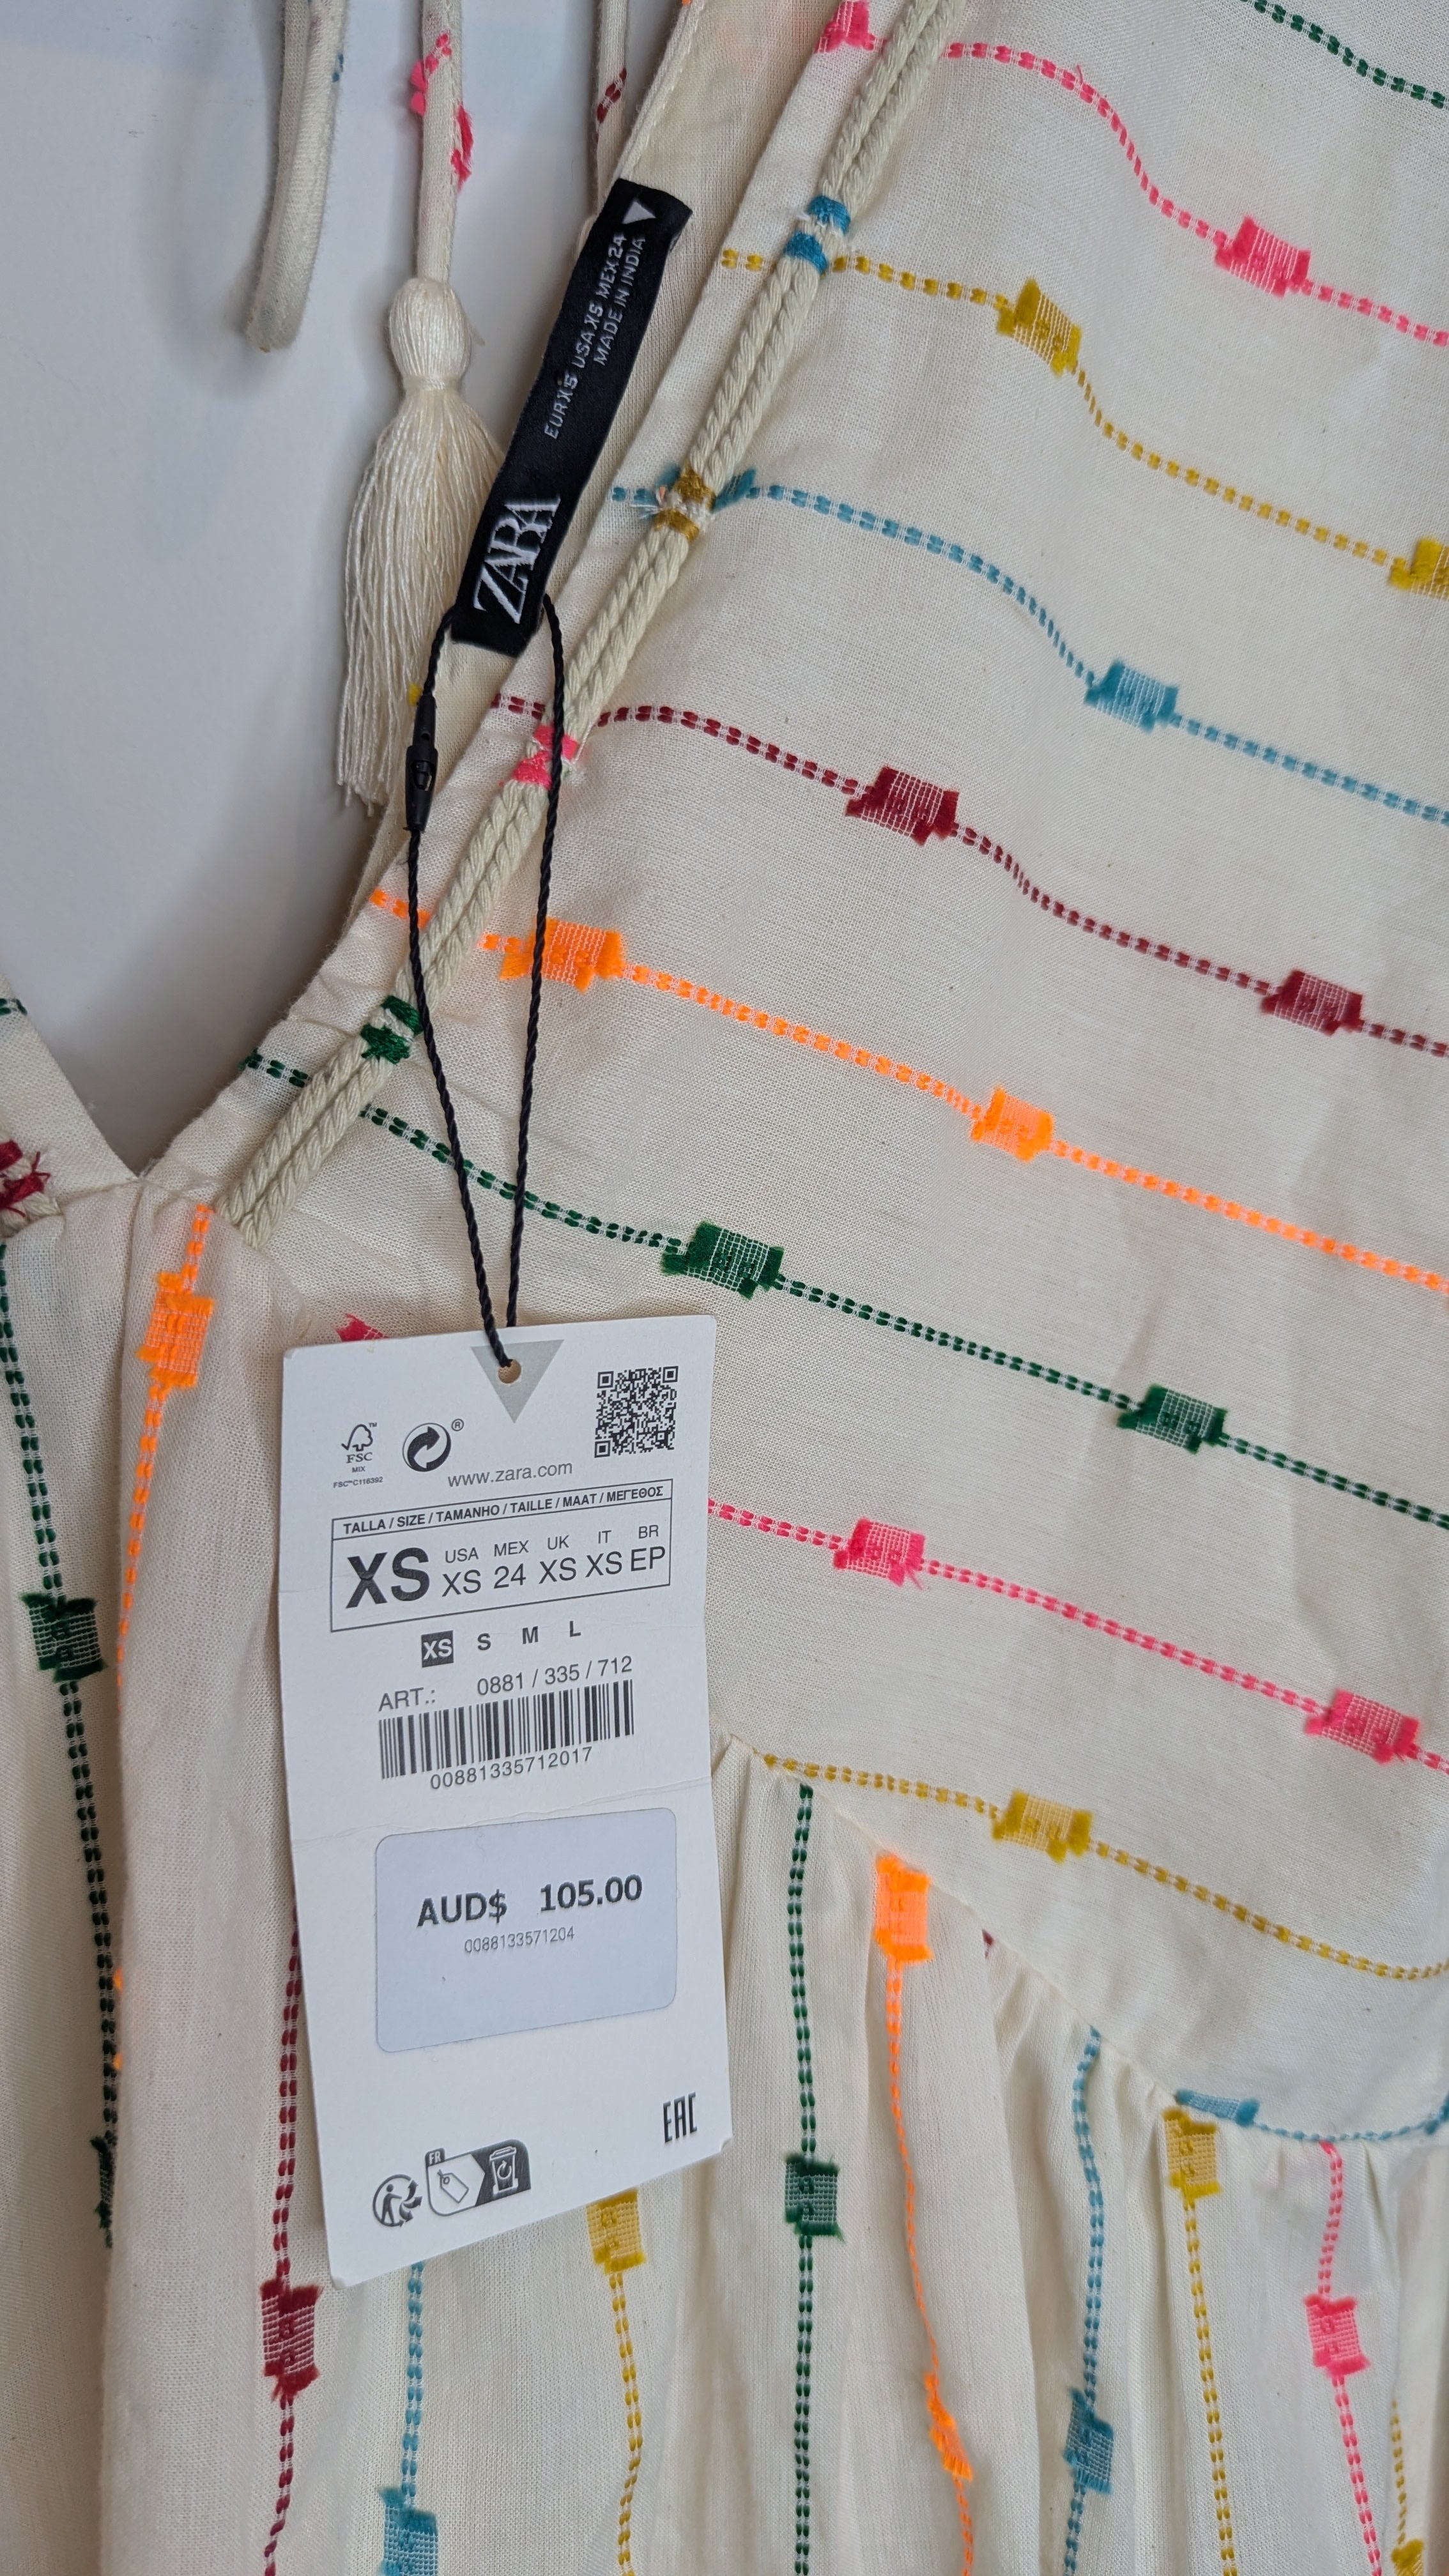 ZARA
EUR XS USA XS MEX 24
MADE IN INDIA
FSC™
MIX
FSC™C116392
®
www.zara.com
TALLA / SIZE / TAMANHO / TAILLE / MAAT / ΜΕΓΕΘΟΣ
XS
USA MEX UK IT BR
XS 24 XS XS EP
XS S M L
ART.: 0881 / 335 / 712
00881335712017
AUD$ 105.00
0088133571204
EAC
FR